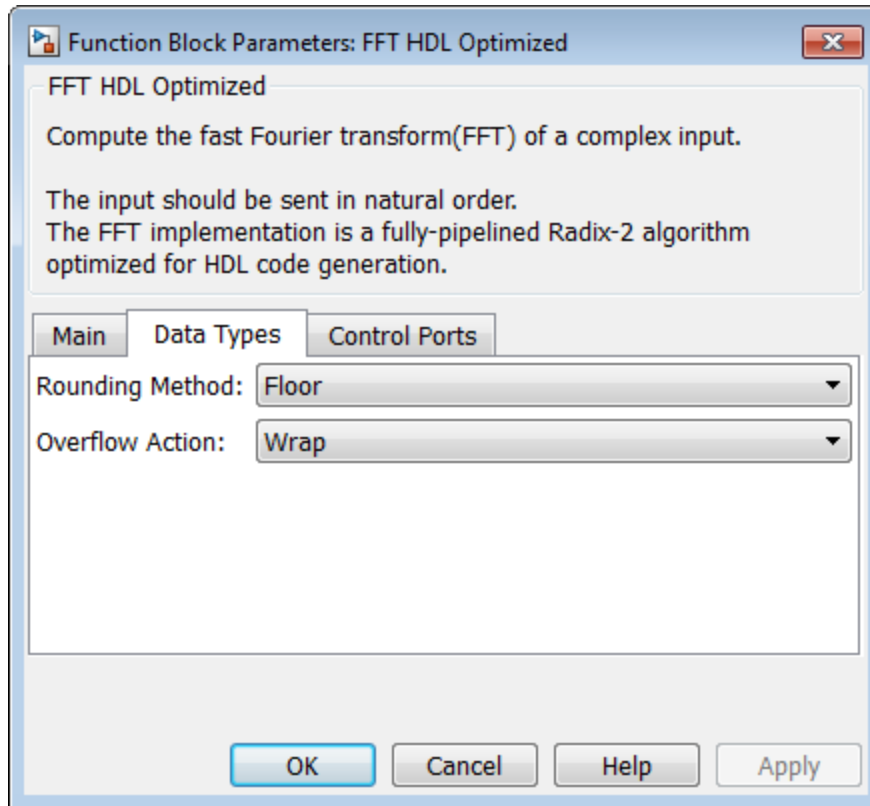 Function Block Parameters: FFT HDL Optimized
FFT HDL Optimized
Compute the fast Fourier transform(FFT) of a complex input.
The input should be sent in natural order.
The FFT implementation is a fully-pipelined Radix-2 algorithm
optimized for HDL code generation.
Main Data Types Control Ports
Rounding Method: Floor
Overflow Action: Wrap
OK Cancel Help Apply